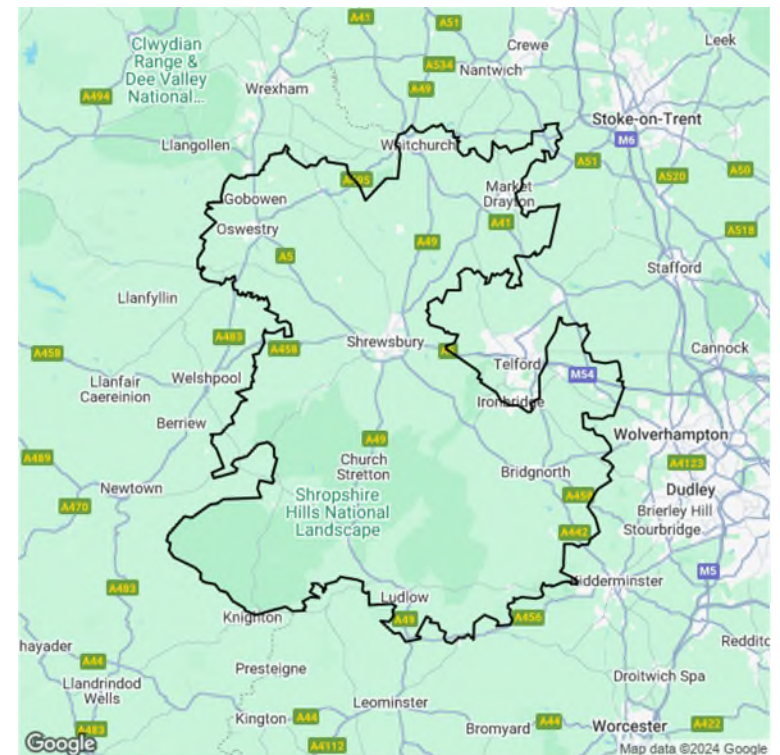 A41
A51
Clwydian
Range &
Dee Valley
National...
Crewe
Leek
A534
Nantwich
Wrexham
A49
A494
Stoke-on-Trent
Llangollen
Whitchurch
M6
A51
A50
A495
A520
Market
Drayton
Gobowen
A41
Oswestry
A518
A49
A5
Stafford
Llanfyllin
A483
Shrewsbury
A458
A458
A5
Cannock
Telford
M54
Llanfair
Caereinion
Welshpool
Ironbridge
Berriew
A49
Wolverhampton
A489
Church
Stretton
A4123
Bridgnorth
Newtown
Shropshire
Hills National
Landscape
Dudley
A470
Brierley Hill
A442
Stourbridge
M5
A483
Kidderminster
Ludlow
Knighton
A49
A456
hayader
Redditc
A44
Presteigne
Droitwich Spa
Llandrindod
Wells
Leominster
Kington
A44
A44
A422
A483
Bromyard
Worcester
Google
A4112
Map data ©2024 Google